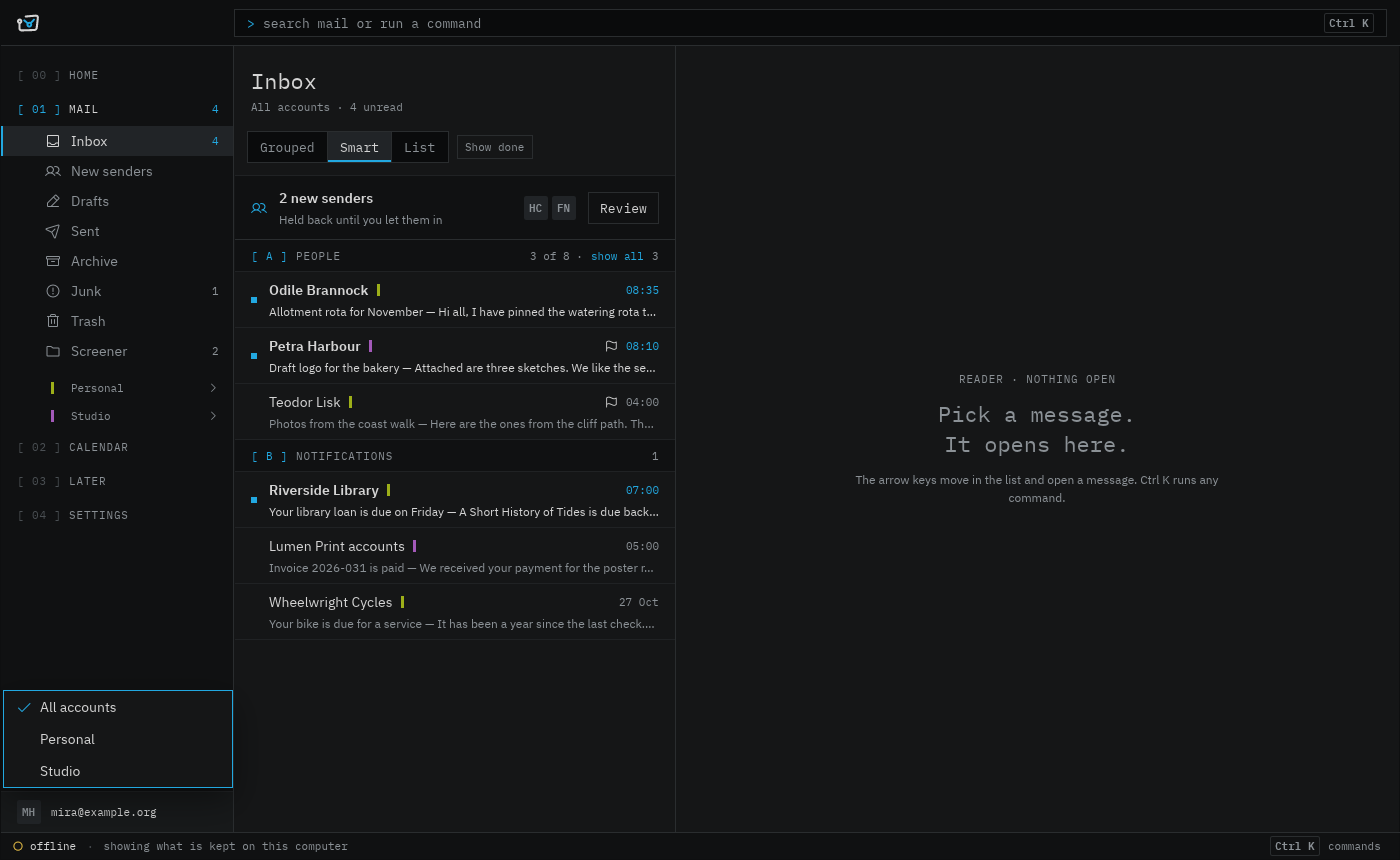 > search mail or run a command
Ctrl K
[ 00 ] HOME
[ 01 ] MAIL 4
Inbox 4
New senders
Drafts
Sent
Archive
Junk 1
Trash
Screener 2
Personal
Studio
[ 02 ] CALENDAR
[ 03 ] LATER
[ 04 ] SETTINGS
All accounts
Personal
Studio
MH mira@example.org
Inbox
All accounts · 4 unread
Grouped Smart List Show done
2 new senders
Held back until you let them in
HC FN Review
[ A ] PEOPLE 3 of 8 · show all 3
Odile Brannock 08:35
Allotment rota for November — Hi all, I have pinned the watering rota t…
Petra Harbour 08:10
Draft logo for the bakery — Attached are three sketches. We like the se…
Teodor Lisk 04:00
Photos from the coast walk — Here are the ones from the cliff path. Th…
[ B ] NOTIFICATIONS 1
Riverside Library 07:00
Your library loan is due on Friday — A Short History of Tides is due back…
Lumen Print accounts 05:00
Invoice 2026-031 is paid — We received your payment for the poster r…
Wheelwright Cycles 27 Oct
Your bike is due for a service — It has been a year since the last check.…
READER · NOTHING OPEN
Pick a message.
It opens here.
The arrow keys move in the list and open a message. Ctrl K runs any
command.
offline · showing what is kept on this computer
Ctrl K commands